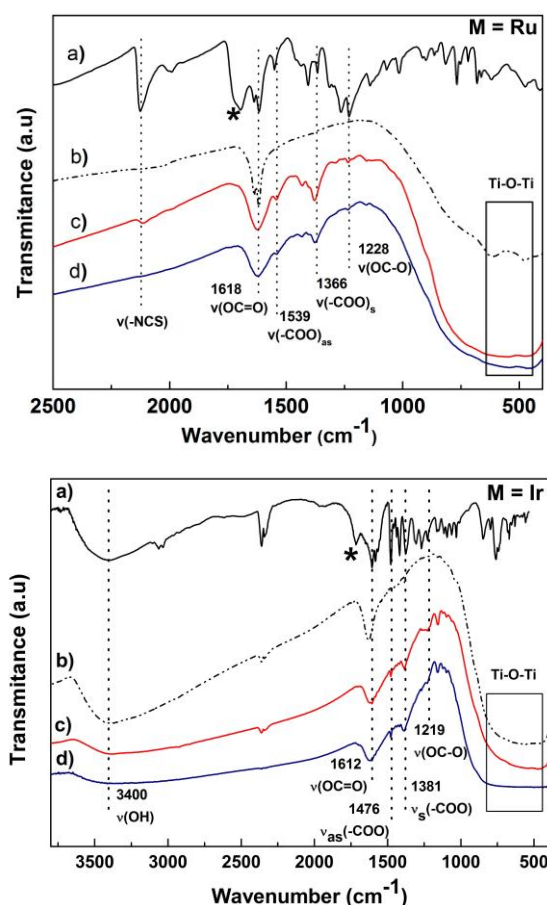 M = Ru
a)
*
b)
c)
d)
Ti-O-Ti
1228
ν(OC-O)
1618
ν(OC=O)
1366
ν(-COO)s
1539
ν(-COO)as
ν(-NCS)
Transmitance (a.u)
2500 2000 1500 1000 500
Wavenumber (cm-1)
M = Ir
a)
*
b)
c)
d)
Ti-O-Ti
1219
ν(OC-O)
1612
ν(OC=O)
1381
νs(-COO)
1476
νas(-COO)
3400
ν(OH)
Transmitance (a.u)
3500 3000 2500 2000 1500 1000 500
Wavenumber (cm-1)